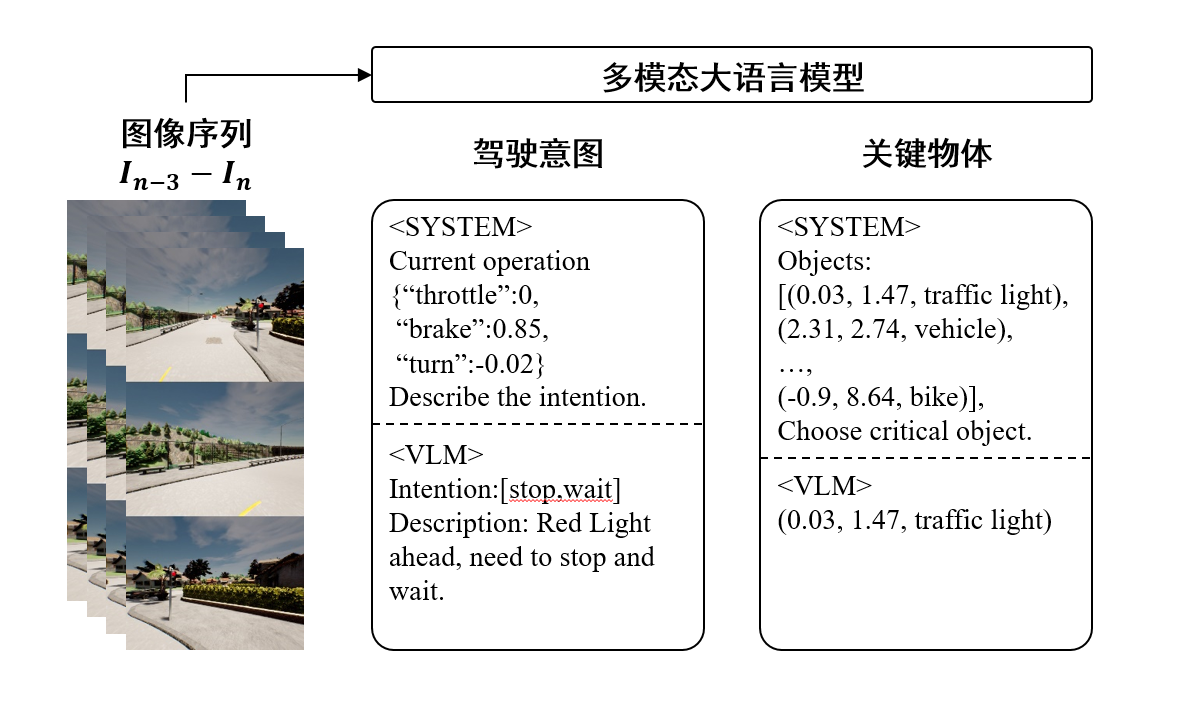 多模态大语言模型
图像序列
I_{n-3} - I_n
驾驶意图
<SYSTEM>
Current operation
{“throttle”:0,
“brake”:0.85,
“turn”:-0.02}
Describe the intention.
<VLM>
Intention:[stop,wait]
Description: Red Light
ahead, need to stop and
wait.
关键物体
<SYSTEM>
Objects:
[(0.03, 1.47, traffic light),
(2.31, 2.74, vehicle),
…,
(-0.9, 8.64, bike)],
Choose critical object.
<VLM>
(0.03, 1.47, traffic light)